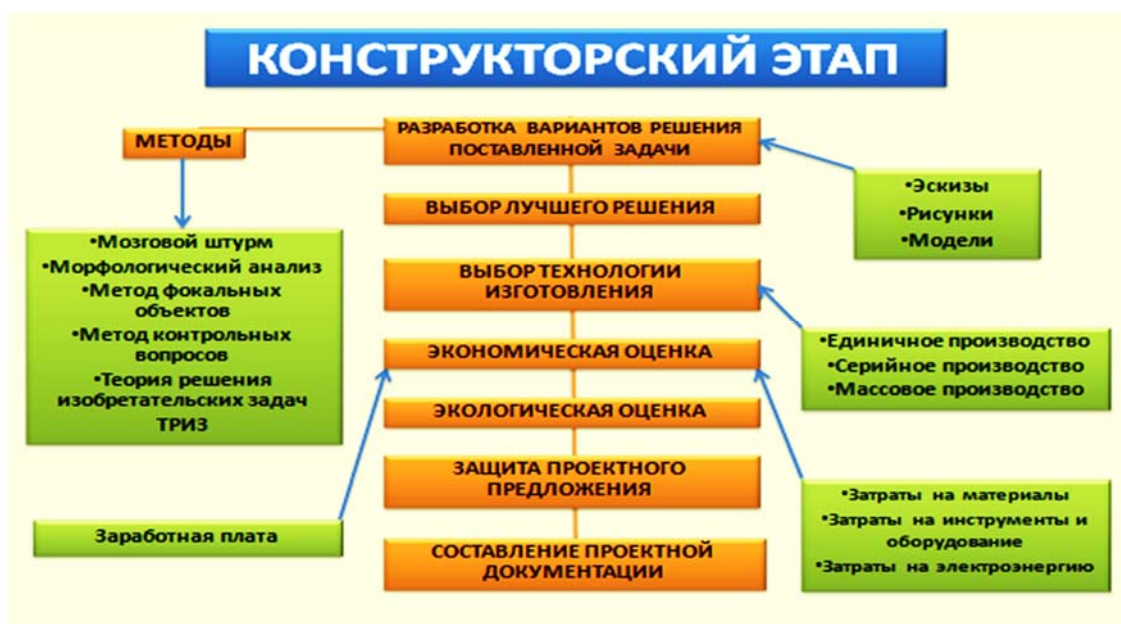 КОНСТРУКТОРСКИЙ ЭТАП
МЕТОДЫ
РАЗРАБОТКА ВАРИАНТОВ РЕШЕНИЯ
ПОСТАВЛЕННОЙ ЗАДАЧИ
•Эскизы
•Рисунки
•Модели
ВЫБОР ЛУЧШЕГО РЕШЕНИЯ
•Мозговой штурм
•Морфологический анализ
•Метод фокальных
объектов
•Метод контрольных
вопросов
•Теория решения
изобретательских задач
ТРИЗ
ВЫБОР ТЕХНОЛОГИИ
ИЗГОТОВЛЕНИЯ
•Единичное производство
•Серийное производство
•Массовое производство
ЭКОНОМИЧЕСКАЯ ОЦЕНКА
ЭКОЛОГИЧЕСКАЯ ОЦЕНКА
ЗАЩИТА ПРОЕКТНОГО
ПРЕДЛОЖЕНИЯ
•Затраты на материалы
•Затраты на инструменты и
оборудование
•Затраты на электроэнергию
Заработная плата
СОСТАВЛЕНИЕ ПРОЕКТНОЙ
ДОКУМЕНТАЦИИ